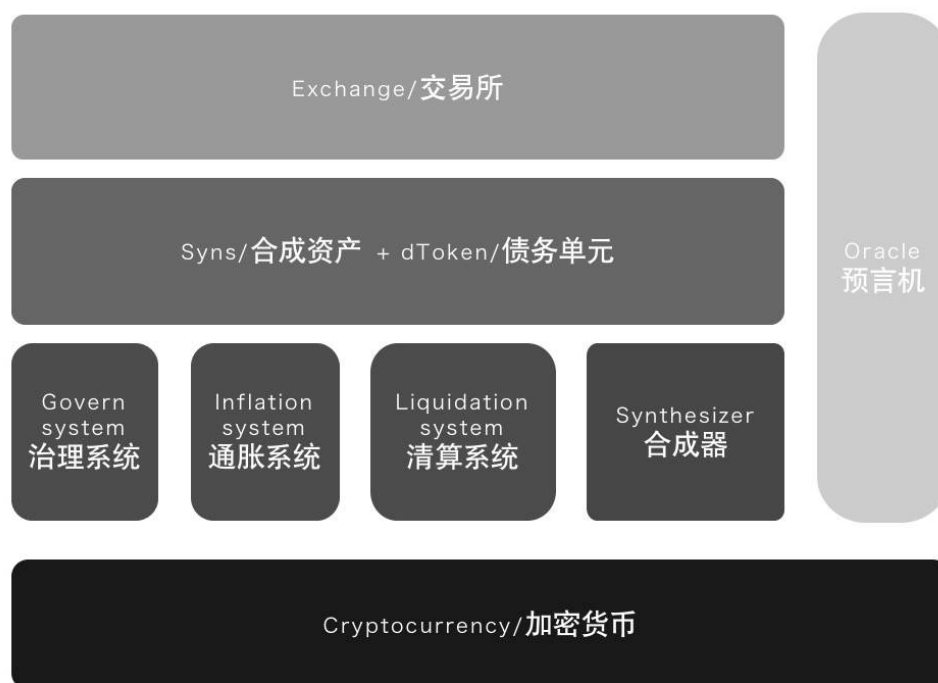 Exchange/交易所
Syns/合成资产 + dToken/债务单元
Oracle
预言机
Govern
system
治理系统
Inflation
system
通胀系统
Liquidation
system
清算系统
Synthesizer
合成器
Cryptocurrency/加密货币